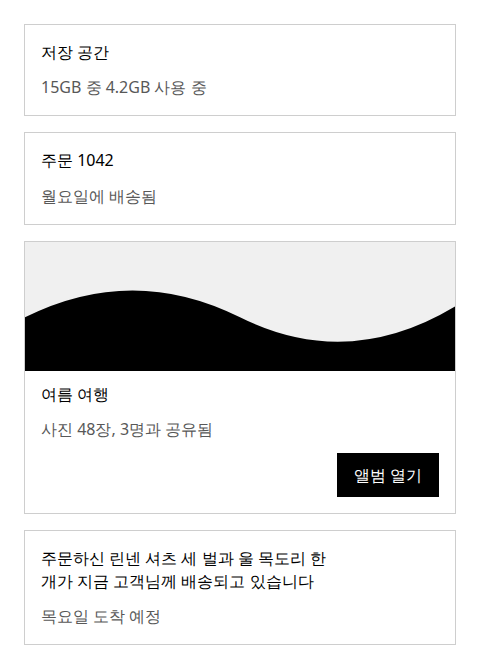 저장 공간
15GB 중 4.2GB 사용 중
주문 1042
월요일에 배송됨
여름 여행
사진 48장, 3명과 공유됨
앨범 열기
주문하신 린넨 셔츠 세 벌과 울 목도리 한
개가 지금 고객님께 배송되고 있습니다
목요일 도착 예정